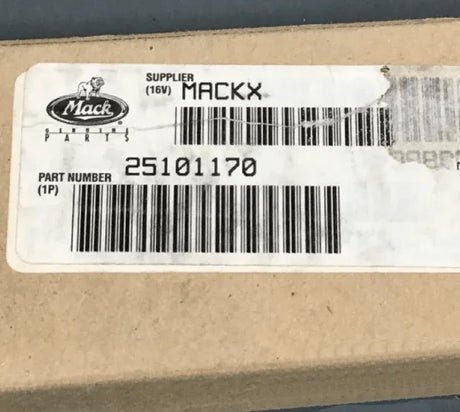 SUPPLIER
(16V) MACKX
Mack
GENUINE
PARTS
PART NUMBER
(1P) 25101170